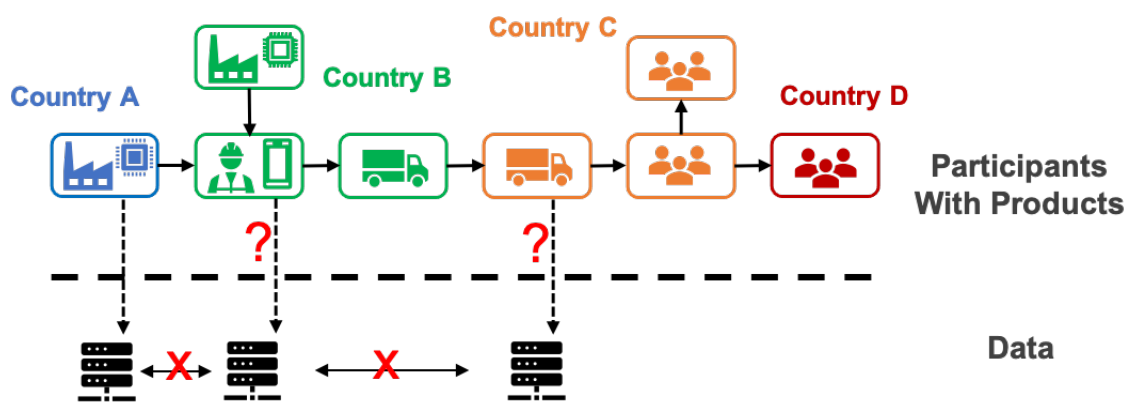 Country C
Country B
Country A
Country D
Participants
With Products
?
?
X
X
Data